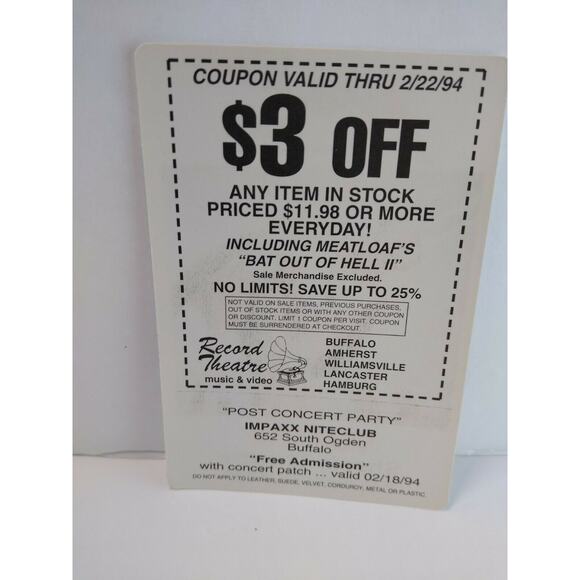 COUPON VALID THRU 2/22/94
$3 OFF
ANY ITEM IN STOCK
PRICED $11.98 OR MORE
EVERYDAY!
INCLUDING MEATLOAF'S
"BAT OUT OF HELL II"
Sale Merchandise Excluded.
NO LIMITS! SAVE UP TO 25%
NOT VALID ON SALE ITEMS, PREVIOUS PURCHASES,
OUT OF STOCK ITEMS OR WITH ANY OTHER COUPON
OR DISCOUNT. LIMIT 1 COUPON PER VISIT. COUPON
MUST BE SURRENDERED AT CHECKOUT.
Record
Theatre
music & video
BUFFALO
AMHERST
WILLIAMSVILLE
LANCASTER
HAMBURG
"POST CONCERT PARTY"
IMPAXX NITECLUB
652 South Ogden
Buffalo
"Free Admission"
with concert patch ... valid 02/18/94
DO NOT APPLY TO LEATHER, SUEDE, VELVET, CORDUROY, METAL OR PLASTIC.